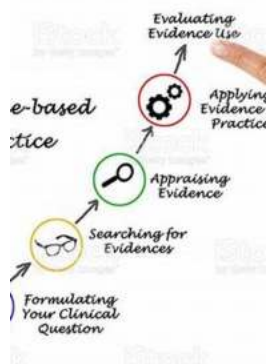 Evaluating
Evidence Use
e-based
ctice
Applying
Evidence
Practice
Appraising
Evidence
Searching for
Evidences
Formulating
Your Clinical
Question